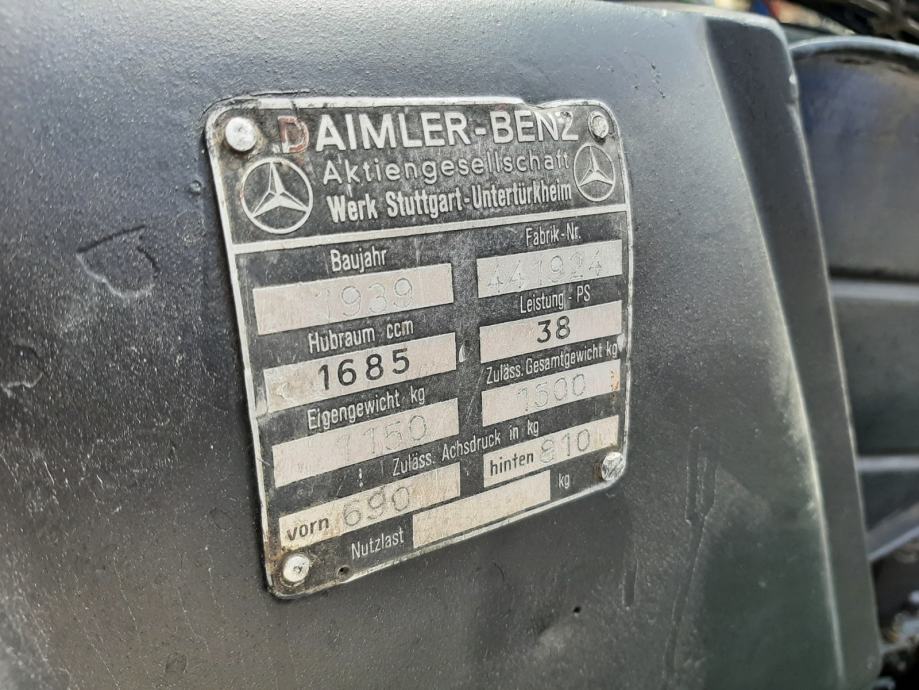 DAIMLER-BENZ
Aktiengesellschaft
Werk Stuttgart-Untertürkheim
Baujahr
1939
Fabrik-Nr.
441924
Hubraum ccm
1685
Leistung-PS
38
Eigengewicht kg
1150
Zuläss. Gesamtgewicht kg
1500
Zuläss. Achsdruck in kg
vorn 690 hinten 810
Nutzlast kg